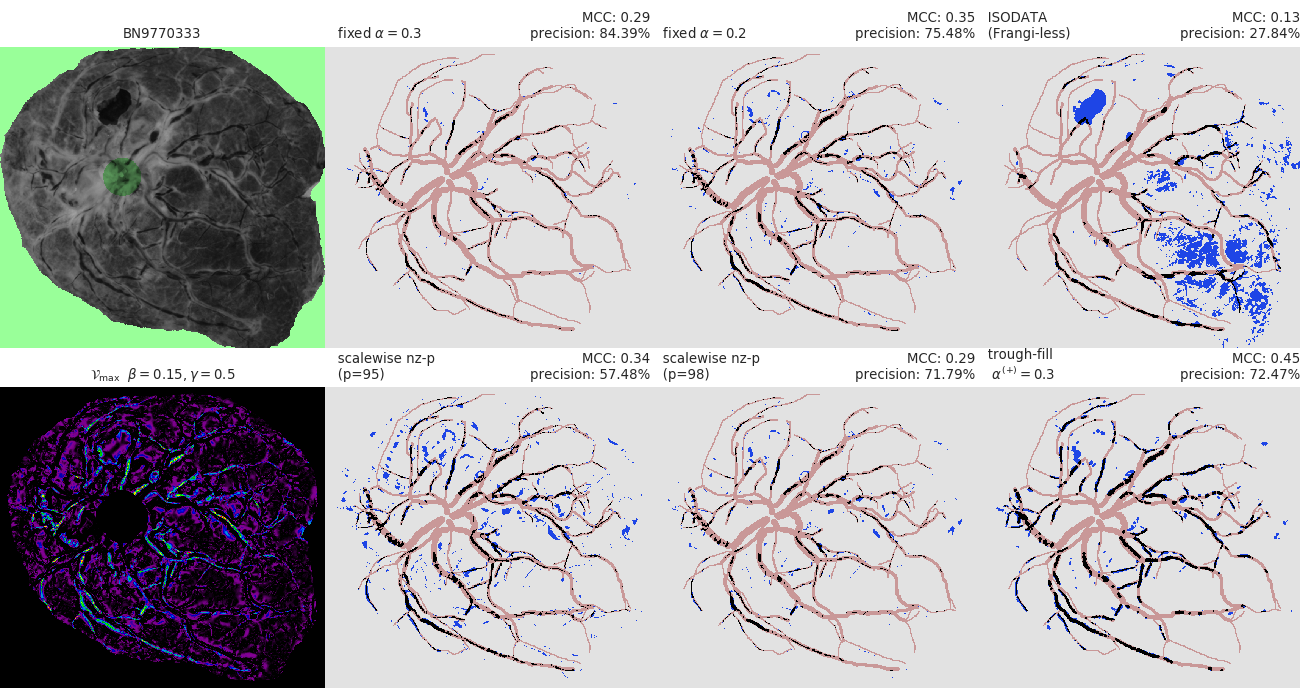 BN9770333
fixed α = 0.3
MCC: 0.29
precision: 84.39%
fixed α = 0.2
MCC: 0.35
precision: 75.48%
ISODATA
(Frangi-less)
MCC: 0.13
precision: 27.84%
𝒱max β = 0.15, γ = 0.5
scalewise nz-p
(p=95)
MCC: 0.34
precision: 57.48%
scalewise nz-p
(p=98)
MCC: 0.29
precision: 71.79%
trough-fill
α(+) = 0.3
MCC: 0.45
precision: 72.47%